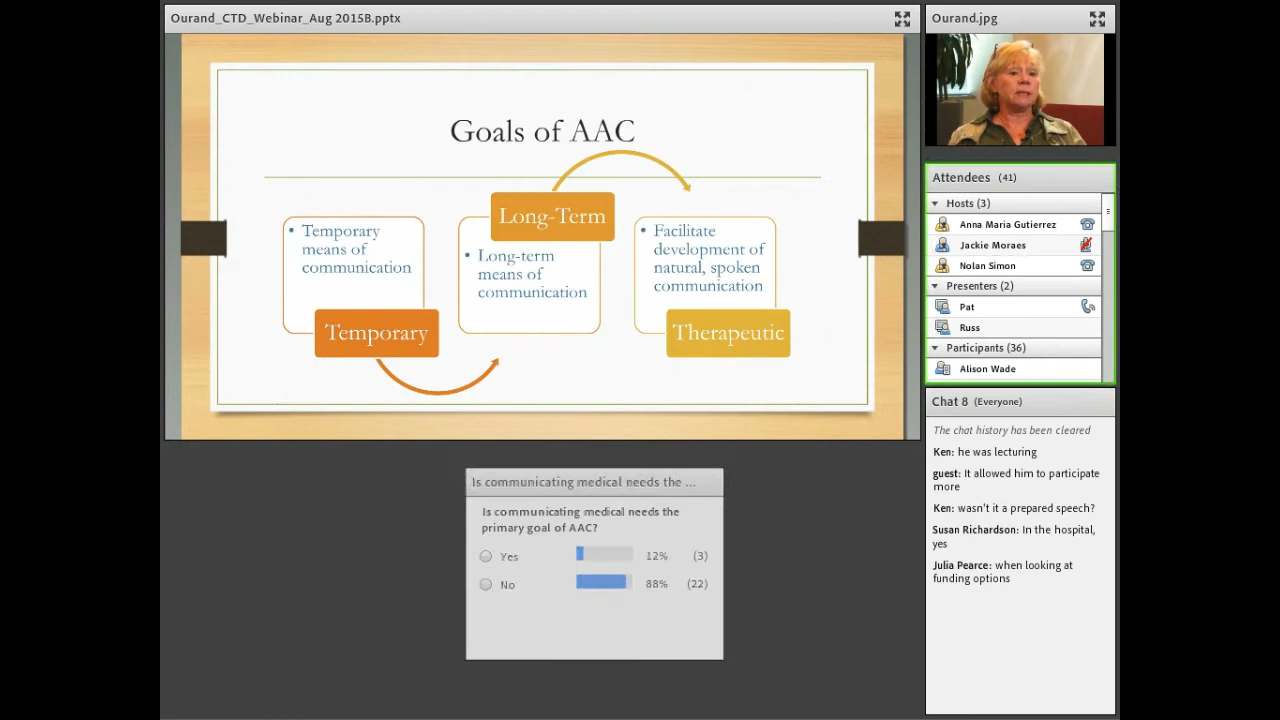 Ourand_CTD_Webinar_Aug 2015B.pptx
Goals of AAC
• Temporary
means of
communication
Temporary
Long-Term
• Long-term
means of
communication
• Facilitate
development of
natural, spoken
communication
Therapeutic
Is communicating medical needs the ...
Is communicating medical needs the
primary goal of AAC?
Yes 12% (3)
No 88% (22)
Ourand.jpg
Attendees (41)
Hosts (3)
Anna Maria Gutierrez
Jackie Moraes
Nolan Simon
Presenters (2)
Pat
Russ
Participants (36)
Alison Wade
Chat 8 (Everyone)
The chat history has been cleared
Ken: he was lecturing
guest: It allowed him to participate
more
Ken: wasn't it a prepared speech?
Susan Richardson: In the hospital,
yes
Julia Pearce: when looking at
funding options